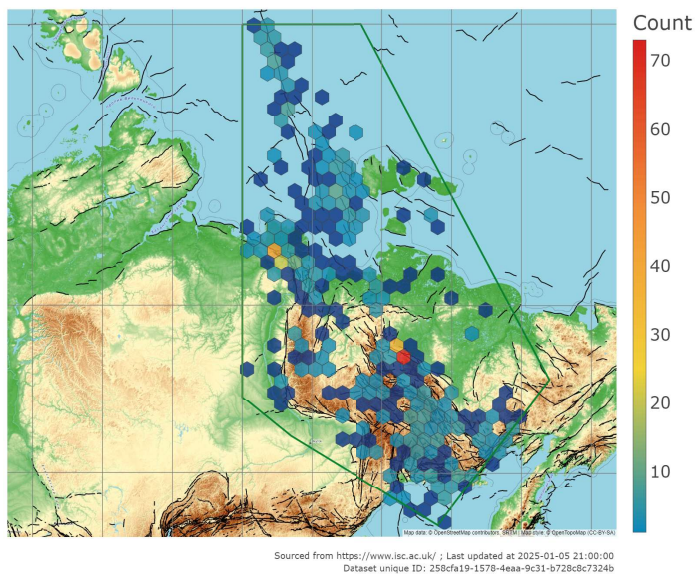 Count
70
60
50
40
30
20
10
Map data: © OpenStreetMap contributors, SRTM | Map style: © OpenTopoMap (CC-BY-SA)
Sourced from https://www.isc.ac.uk/ ; Last updated at 2025-01-05 21:00:00
Dataset unique ID: 258cfa19-1578-4eaa-9c31-b728c8c7324b